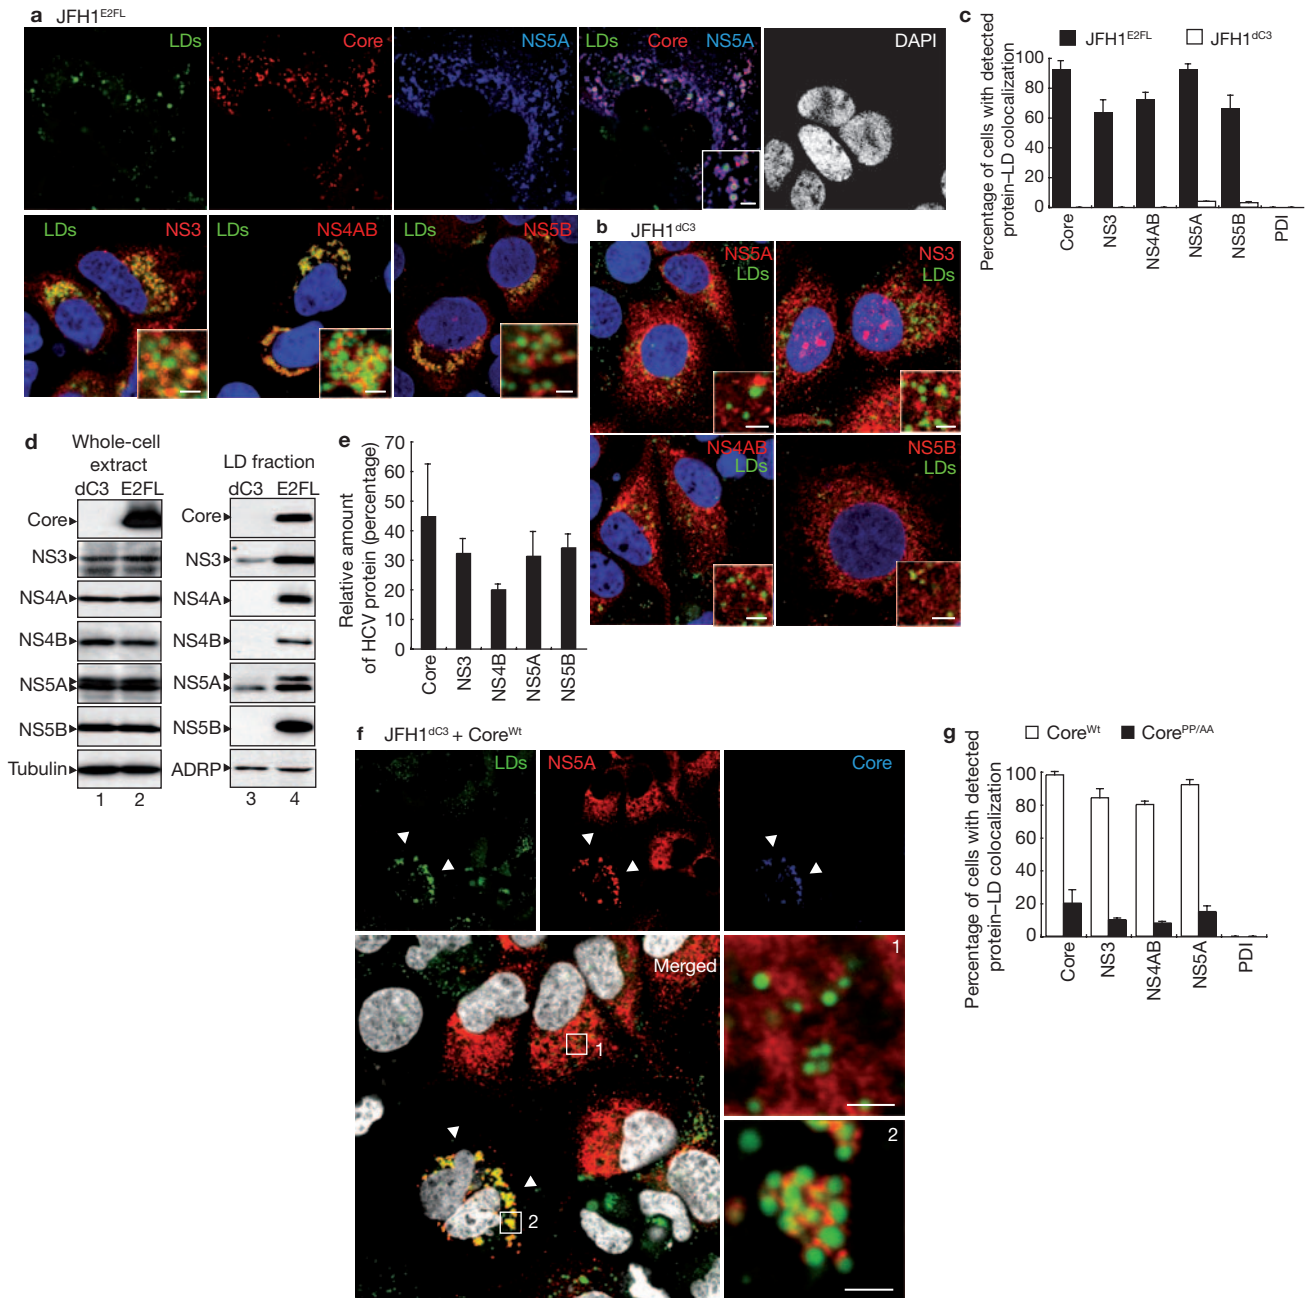 a JFH1E2FL
LDs
Core
NS5A
LDs Core NS5A
DAPI
LDs NS3
LDs NS4AB
LDs NS5B
b JFH1dC3
NS5A
LDs
NS3
LDs
NS4AB
LDs
NS5B
LDs
c
JFH1E2FL JFH1dC3
Percentage of cells with detected
protein–LD colocalization
100
80
60
40
20
0
Core
NS3
NS4AB
NS5A
NS5B
PDI
d Whole-cell
extract
LD fraction
dC3 E2FL
dC3 E2FL
Core
NS3
NS4A
NS4B
NS5A
NS5B
Tubulin
1 2
Core
NS3
NS4A
NS4B
NS5A
NS5B
ADRP
3 4
e
Relative amount
of HCV protein (percentage)
70
60
50
40
30
20
10
0
Core
NS3
NS4B
NS5A
NS5B
f JFH1dC3 + CoreWt
LDs
NS5A
Core
Merged
1
2
1
2
g
CoreWt CorePP/AA
Percentage of cells with detected
protein–LD colocalization
100
80
60
40
20
0
Core
NS3
NS4AB
NS5A
PDI